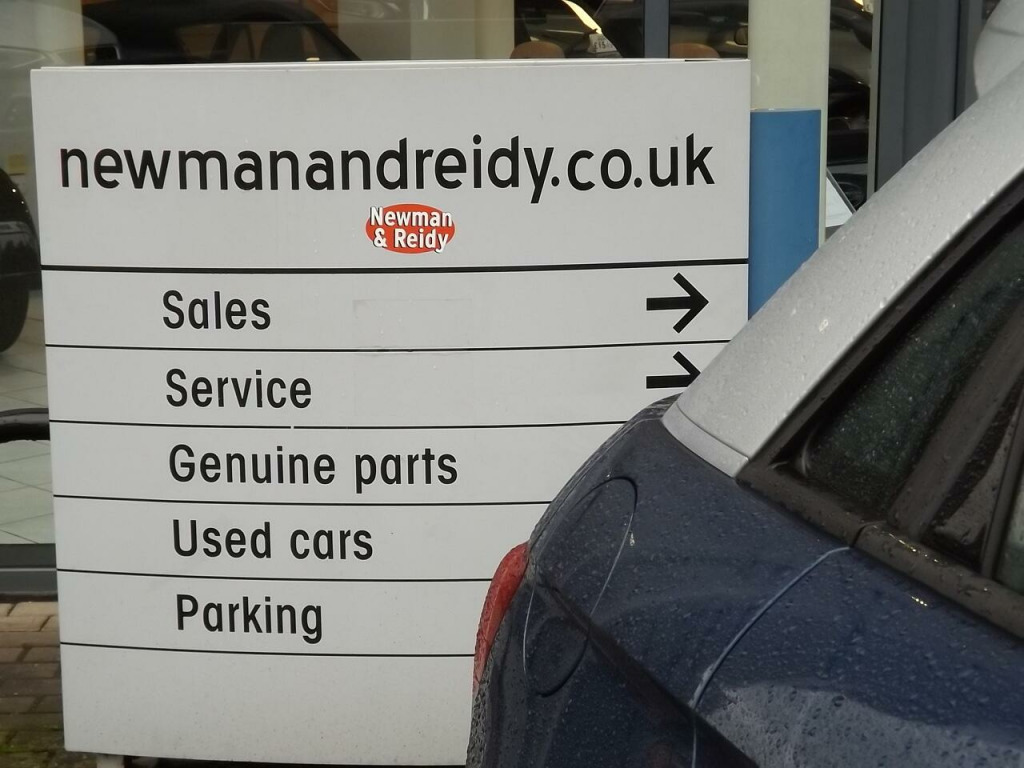 newmanandreidy.co.uk
Newman
& Reidy
Sales
Service
Genuine parts
Used cars
Parking